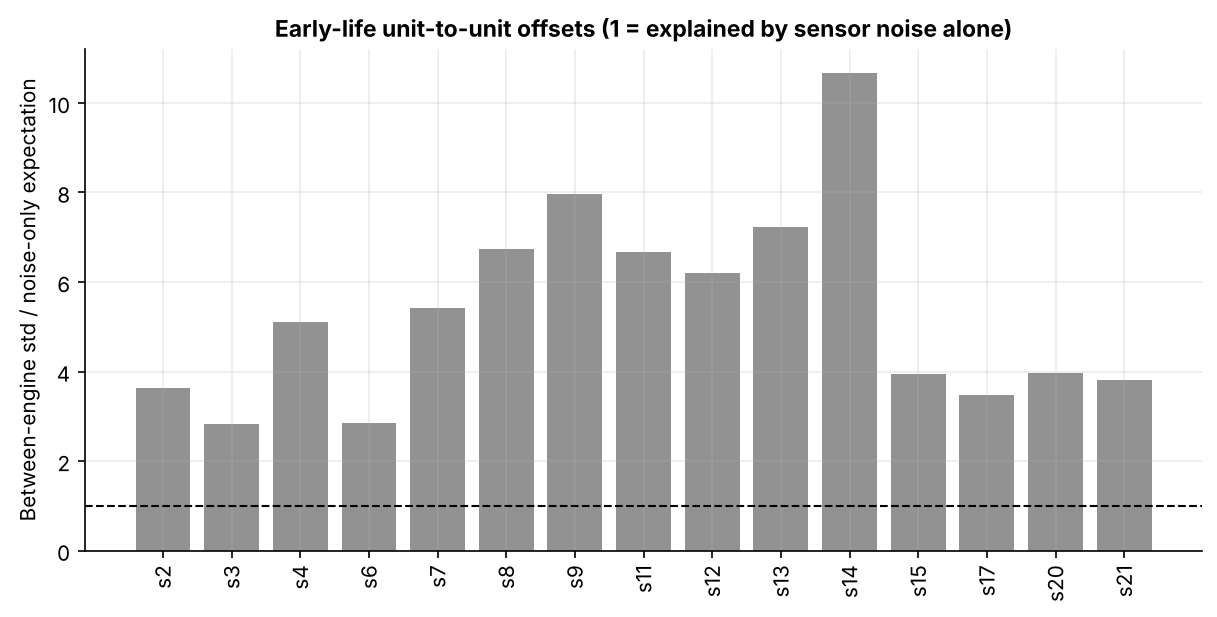 Early-life unit-to-unit offsets (1 = explained by sensor noise alone)
Between-engine std / noise-only expectation
10
8
6
4
2
0
s2
s3
s4
s6
s7
s8
s9
s11
s12
s13
s14
s15
s17
s20
s21